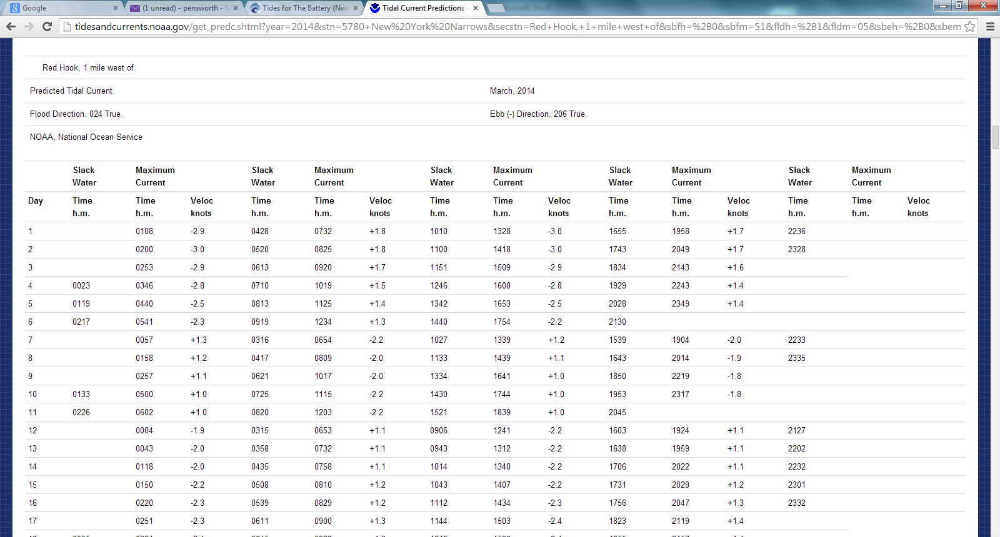 Google
(1 unread) - pensworth - Y
Tides for The Battery (New
Tidal Current Predictions -
tidesandcurrents.noaa.gov/get_predc.shtml?year=2014&stn=5780+New%20York%20Narrows&secstn=Red+Hook,+1+mile+west+of&sbfh=%2B0&sbfm=51&fldh=%2B1&fldm=05&sbeh=%2B0&sbem
Red Hook, 1 mile west of
Predicted Tidal Current March, 2014
Flood Direction, 024 True. Ebb (-) Direction, 206 True.
NOAA, National Ocean Service
Slack Maximum Slack Maximum Slack Maximum Slack Maximum Slack Maximum
Water Current Water Current Water Current Water Current Water Current
Day Time Time Veloc Time Time Veloc Time Time Veloc Time Time Veloc Time Time Veloc
h.m. h.m. knots h.m. h.m. knots h.m. h.m. knots h.m. h.m. knots h.m. h.m. knots
1 0108 -2.9 0428 0732 +1.8 1010 1328 -3.0 1655 1958 +1.7 2236
2 0200 -3.0 0520 0825 +1.8 1100 1418 -3.0 1743 2049 +1.7 2328
3 0253 -2.9 0613 0920 +1.7 1151 1509 -2.9 1834 2143 +1.6
4 0023 0346 -2.8 0710 1019 +1.5 1246 1600 -2.8 1929 2243 +1.4
5 0119 0440 -2.5 0813 1125 +1.4 1342 1653 -2.5 2028 2349 +1.4
6 0217 0541 -2.3 0919 1234 +1.3 1440 1754 -2.2 2130
7 0057 +1.3 0316 0654 -2.2 1027 1339 +1.2 1539 1904 -2.0 2233
8 0158 +1.2 0417 0809 -2.0 1133 1439 +1.1 1643 2014 -1.9 2335
9 0257 +1.1 0621 1017 -2.0 1334 1641 +1.0 1850 2219 -1.8
10 0133 0500 +1.0 0725 1115 -2.2 1430 1744 +1.0 1953 2317 -1.8
11 0226 0602 +1.0 0820 1203 -2.2 1521 1839 +1.0 2045
12 0004 -1.9 0315 0653 +1.1 0906 1241 -2.2 1603 1924 +1.1 2127
13 0043 -2.0 0358 0732 +1.1 0943 1312 -2.2 1638 1959 +1.1 2202
14 0118 -2.0 0435 0758 +1.1 1014 1340 -2.2 1706 2022 +1.1 2232
15 0150 -2.2 0508 0810 +1.2 1043 1407 -2.2 1731 2029 +1.2 2301
16 0220 -2.3 0539 0829 +1.2 1112 1434 -2.3 1756 2047 +1.3 2332
17 0251 -2.3 0611 0900 +1.3 1144 1503 -2.4 1823 2119 +1.4